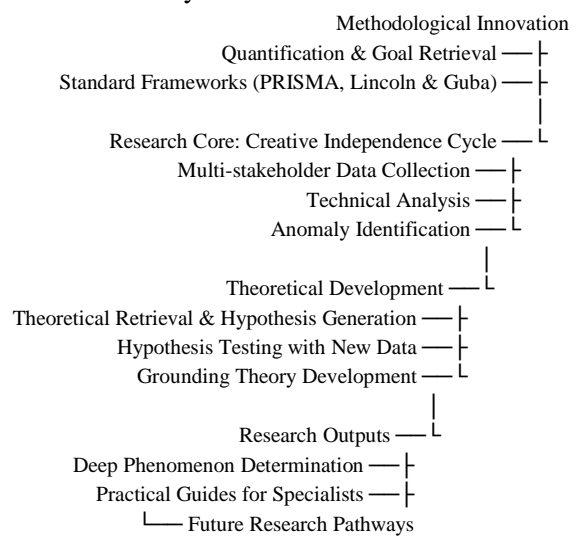 Methodological Innovation
Quantification & Goal Retrieval ──├
Standard Frameworks (PRISMA, Lincoln & Guba) ──├
│
Research Core: Creative Independence Cycle ──└
Multi-stakeholder Data Collection ──├
Technical Analysis ──├
Anomaly Identification ──└
│
Theoretical Development ──└
Theoretical Retrieval & Hypothesis Generation ──├
Hypothesis Testing with New Data ──├
Grounding Theory Development ──└
│
Research Outputs ──└
Deep Phenomenon Determination ──├
Practical Guides for Specialists ──├
└── Future Research Pathways